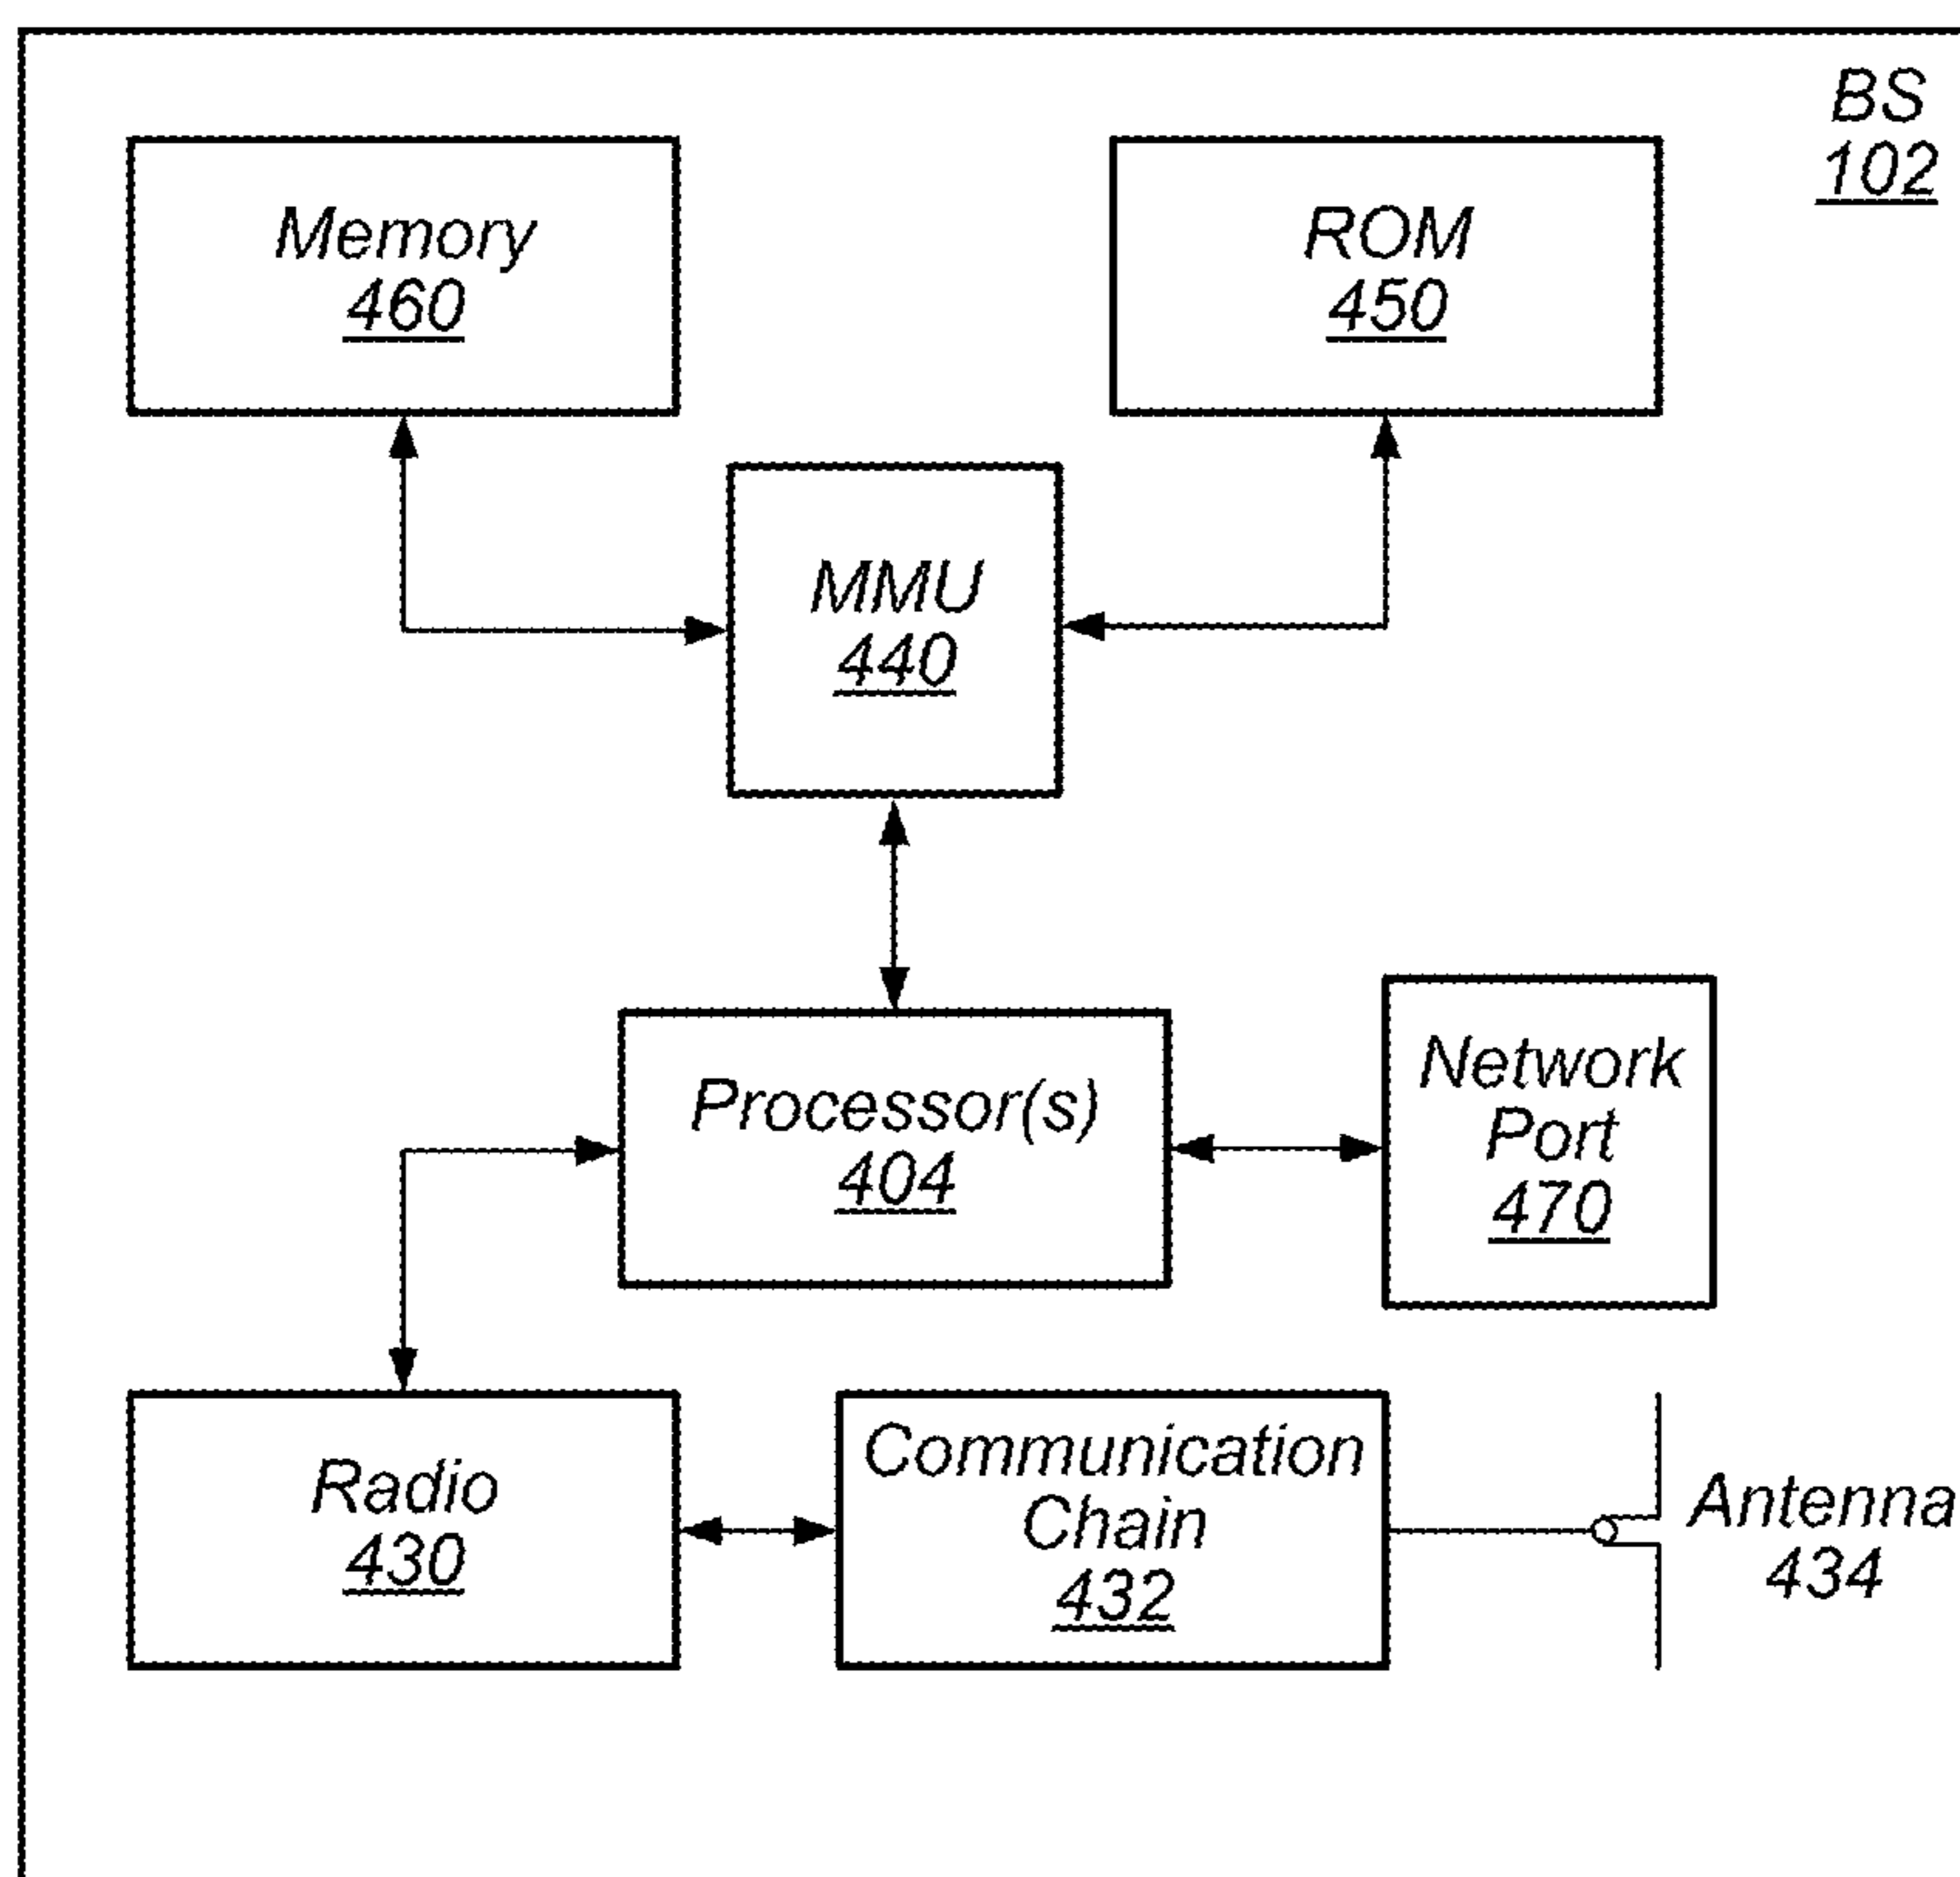 BS
102
Memory
460
ROM
450
MMU
440
Processor(s)
404
Network
Port
470
Radio
430
Communication
Chain
432
Antenna
434